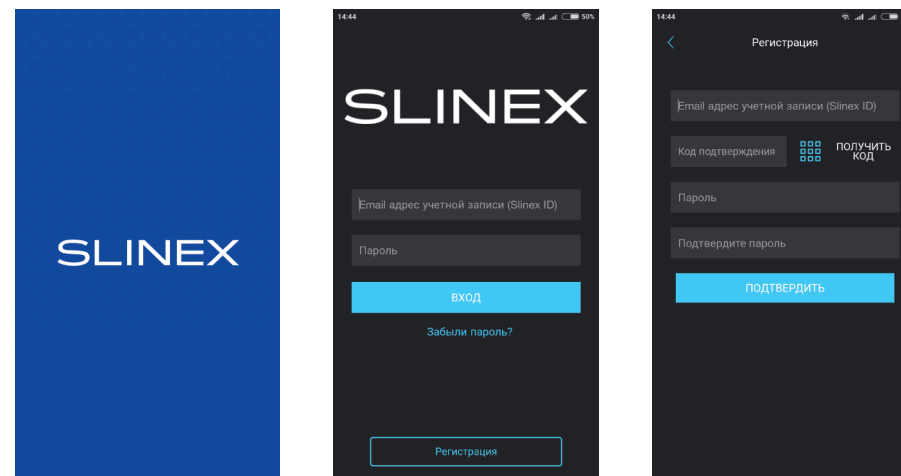 SLINEX
14:44
50%
SLINEX
Email адрес учетной записи (Slinex ID)
Пароль
ВХОД
Забыли пароль?
Регистрация
14:44
Регистрация
Email адрес учетной записи (Slinex ID)
Код подтверждения
ПОЛУЧИТЬ
КОД
Пароль
Подтвердите пароль
ПОДТВЕРДИТЬ